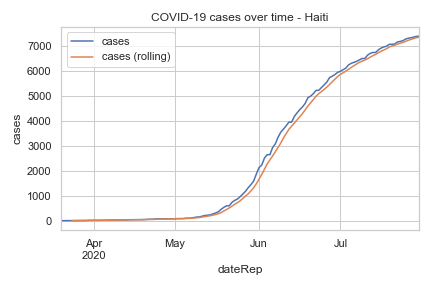 COVID-19 cases over time - Haiti
cases
cases (rolling)
7000
6000
5000
4000
3000
2000
1000
0
cases
Apr May Jun Jul
2020
dateRep